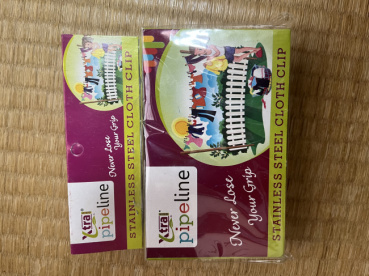 Xtra
pipeline
Never Lose
Your Grip
STAINLESS STEEL CLOTH CLIP
Xtra
pipeline
Never Lose
Your Grip
STAINLESS STEEL CLOTH CLIP